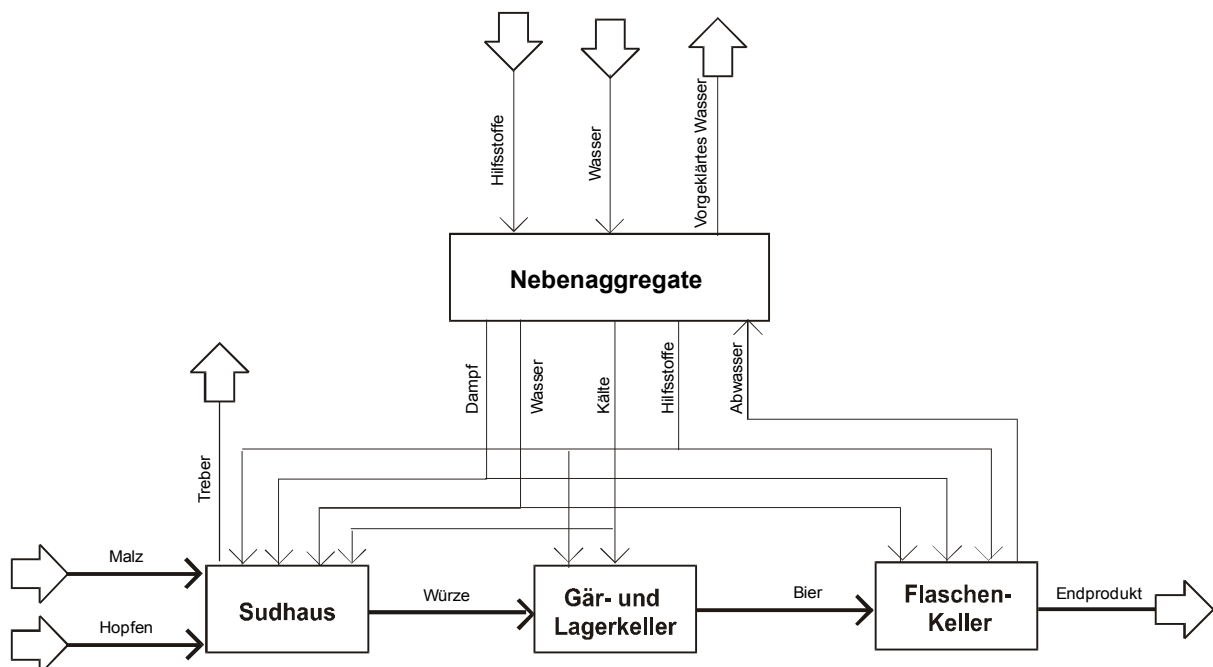 Hilfsstoffe
Wasser
Vorgeklärtes Wasser
Nebenaggregate
Dampf
Wasser
Kälte
Hilfsstoffe
Abwasser
Treber
Malz
Hopfen
Sudhaus
Würze
Gär- und
Lagerkeller
Bier
Flaschen-
Keller
Endprodukt